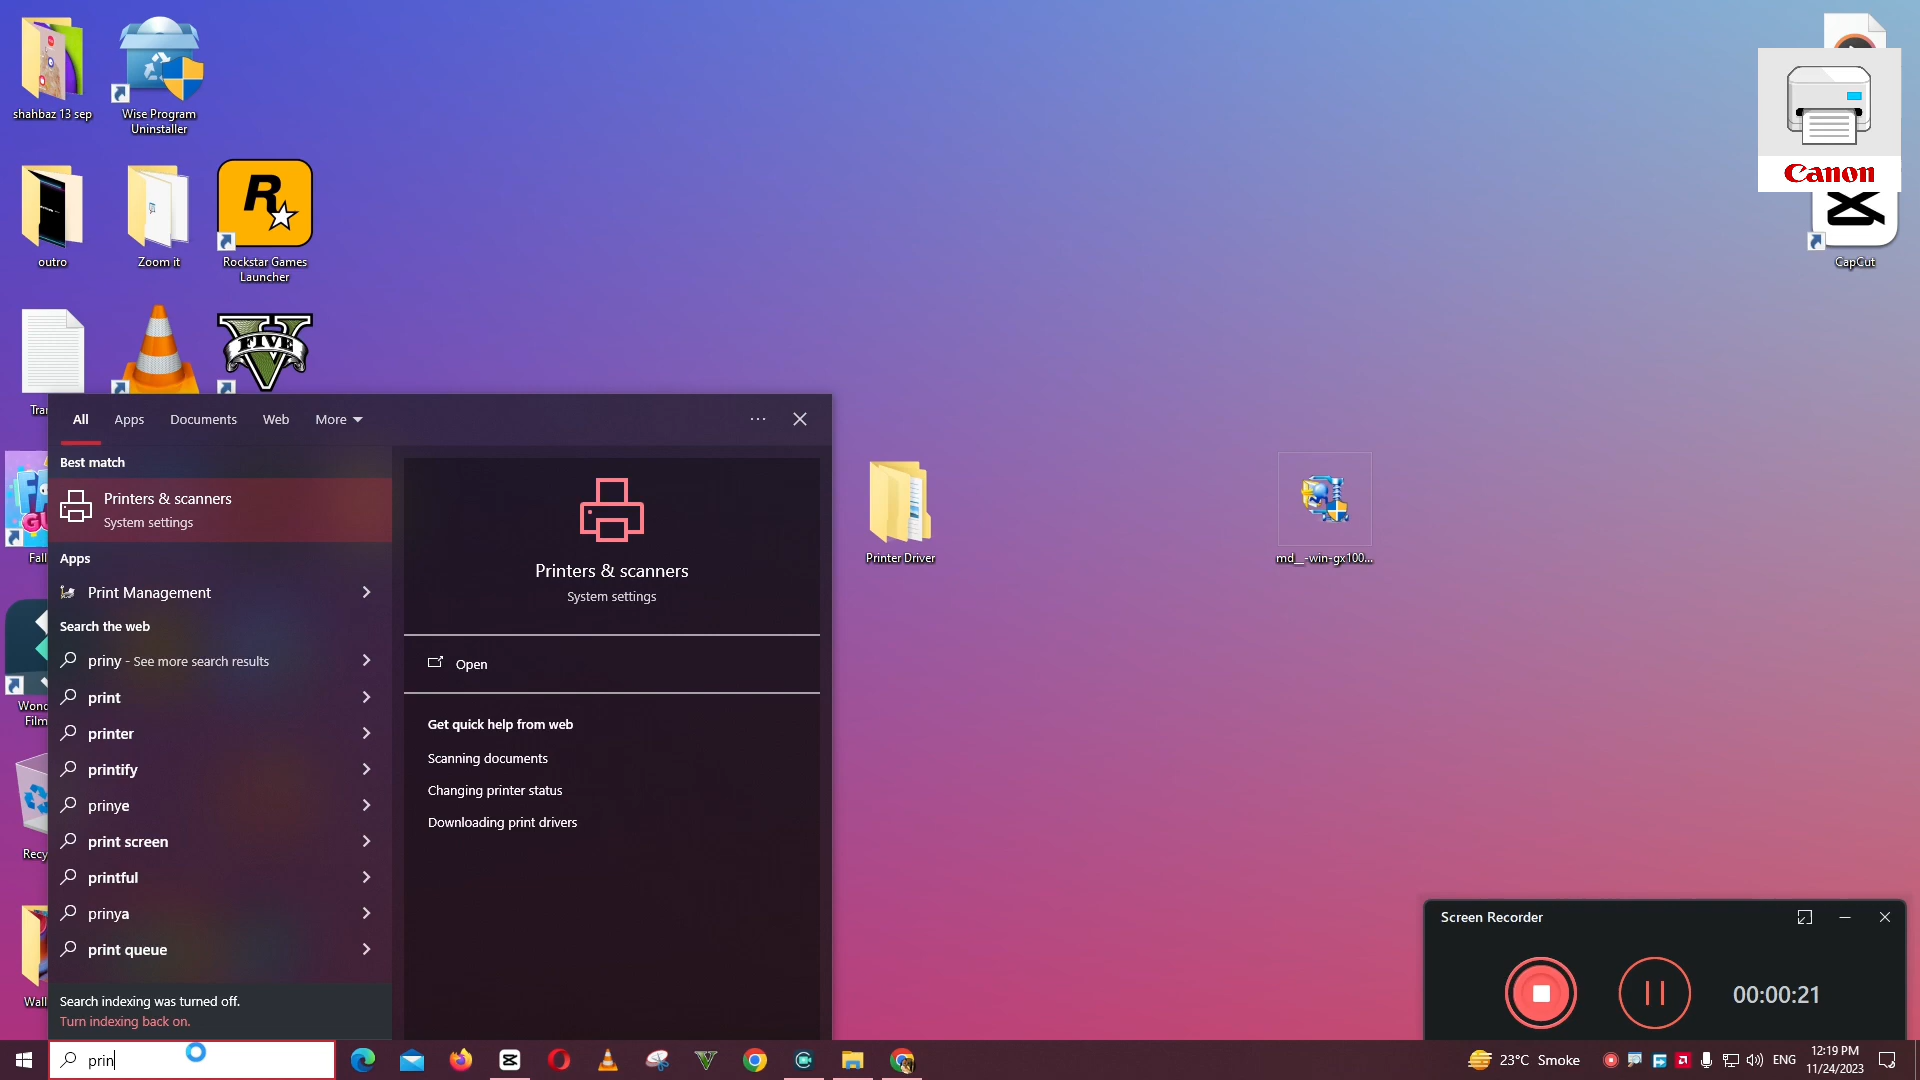 shahbaz 13 sep
Wise Program
Uninstaller
outro
Zoom it
Rockstar Games
Launcher
R
FIVE
Canon
CapCut
Printer Driver
md__-win-gx100...
All
Apps
Documents
Web
More
Best match
Printers & scanners
System settings
Apps
Print Management
Search the web
priny - See more search results
print
printer
printify
prinye
print screen
printful
prinya
print queue
Search indexing was turned off.
Turn indexing back on.
Printers & scanners
System settings
Open
Get quick help from web
Scanning documents
Changing printer status
Downloading print drivers
Screen Recorder
00:00:21
prin
23°C Smoke
ENG
12:19 PM
11/24/2023